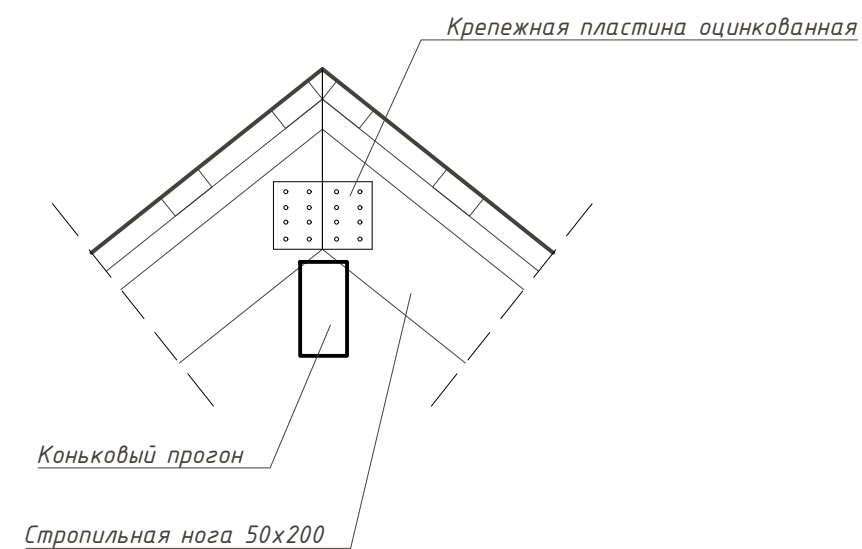 Крепежная пластина оцинкованная
Коньковый прогон
Стропильная нога 50х200